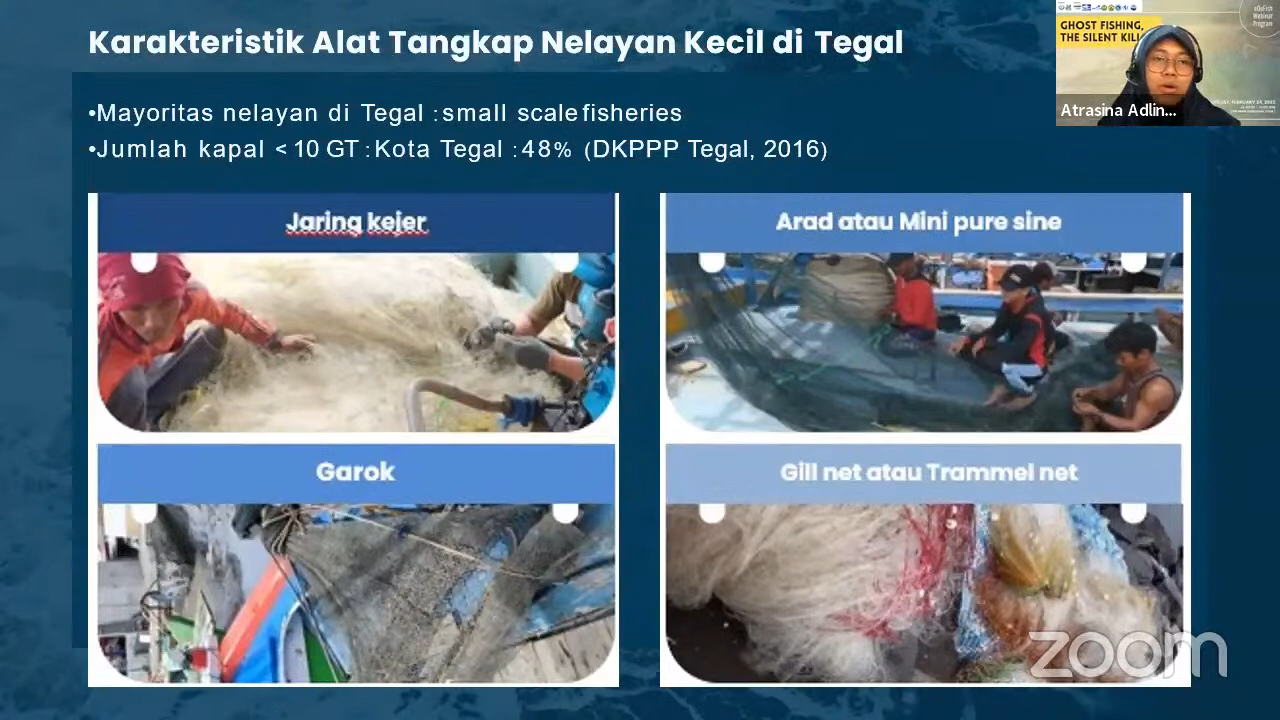 Karakteristik Alat Tangkap Nelayan Kecil di Tegal
•Mayoritas nelayan di Tegal : small scale fisheries
•Jumlah kapal < 10 GT : Kota Tegal : 48% (DKPPP Tegal, 2016)
Jaring kejer
Arad atau Mini pure sine
Garok
Gill net atau Trammel net
GHOST FISHING,
THE SILENT KILL
Webinar
Program
Atrasina Adlin...
zoom